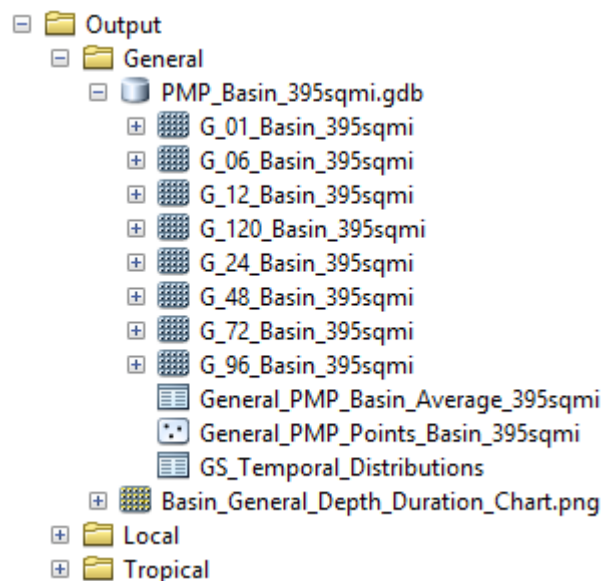 Output
General
PMP_Basin_395sqmi.gdb
G_01_Basin_395sqmi
G_06_Basin_395sqmi
G_12_Basin_395sqmi
G_120_Basin_395sqmi
G_24_Basin_395sqmi
G_48_Basin_395sqmi
G_72_Basin_395sqmi
G_96_Basin_395sqmi
General_PMP_Basin_Average_395sqmi
General_PMP_Points_Basin_395sqmi
GS_Temporal_Distributions
Basin_General_Depth_Duration_Chart.png
Local
Tropical